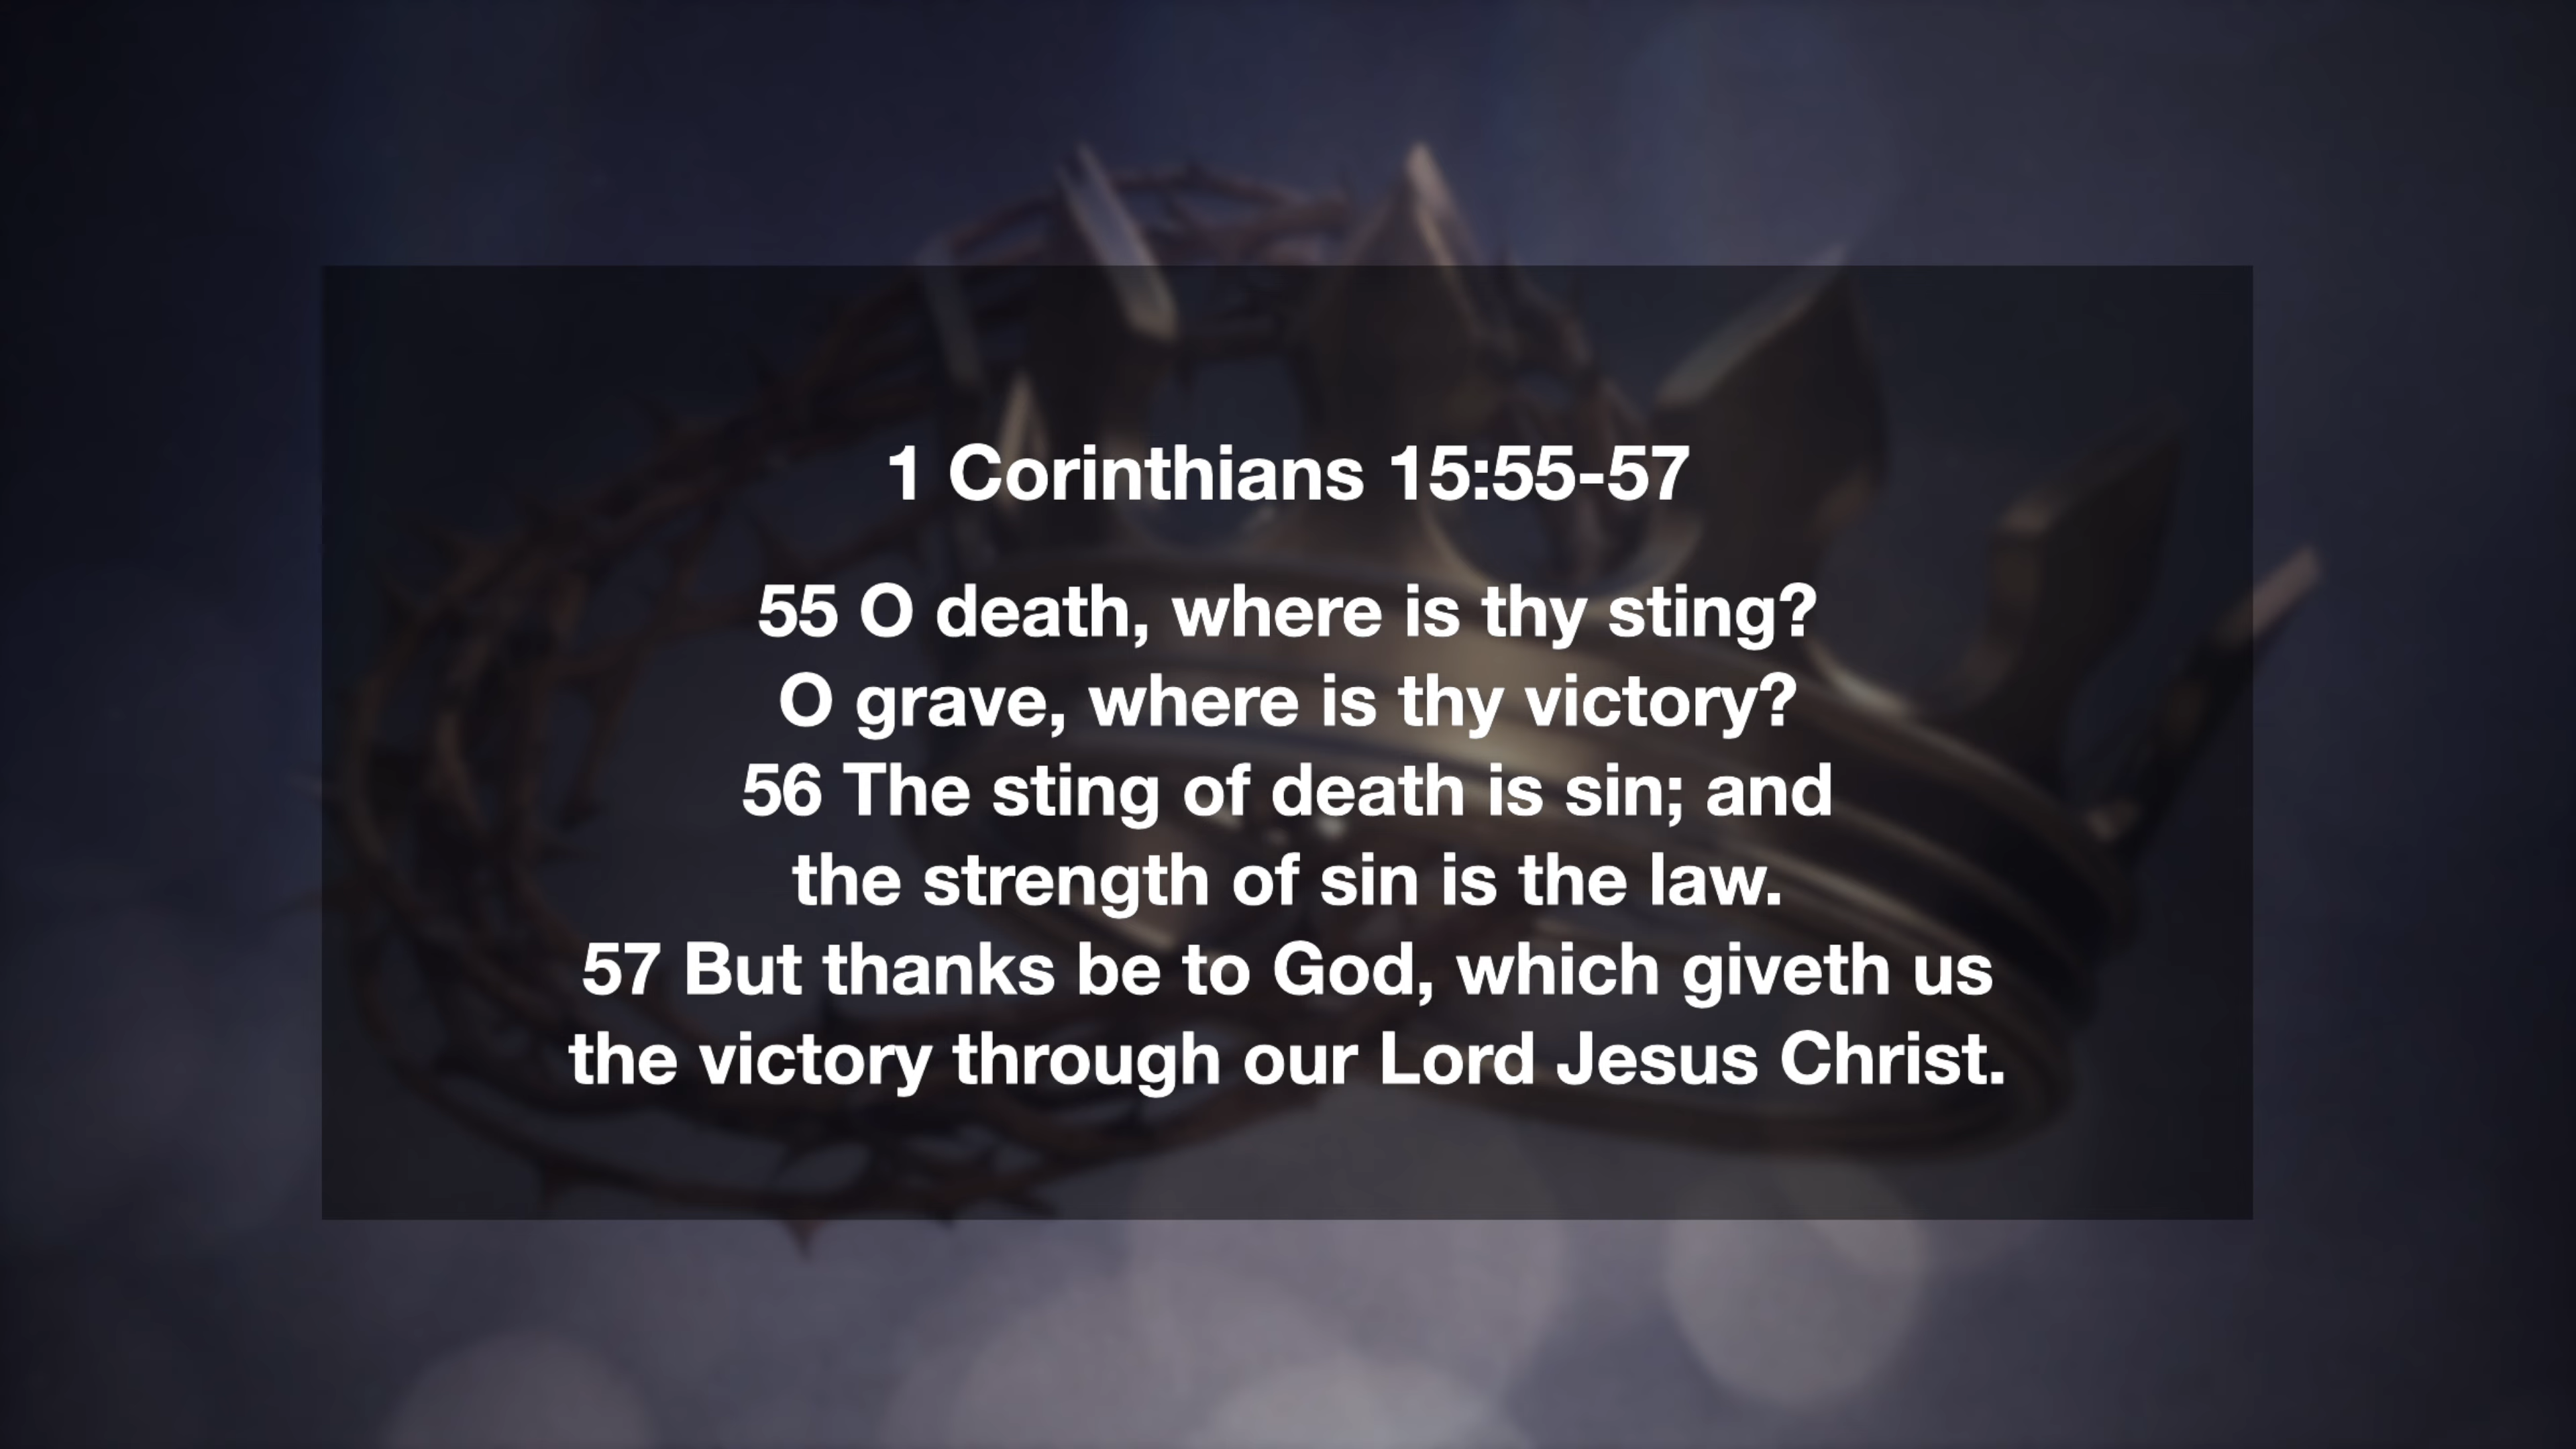 1 Corinthians 15:55-57
55 O death, where is thy sting?
O grave, where is thy victory?
56 The sting of death is sin; and
the strength of sin is the law.
57 But thanks be to God, which giveth us
the victory through our Lord Jesus Christ.